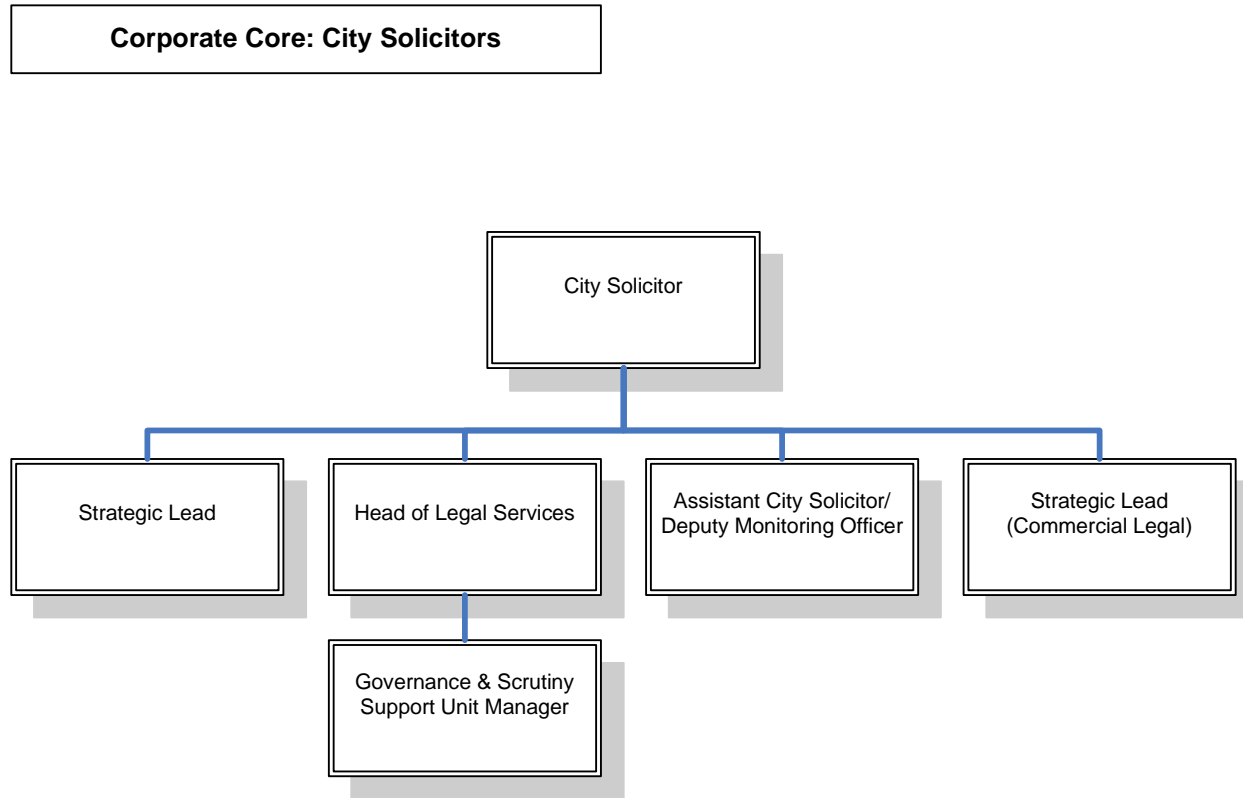 Corporate Core: City Solicitors
City Solicitor
Strategic Lead
Head of Legal Services
Assistant City Solicitor/
Deputy Monitoring Officer
Strategic Lead
(Commercial Legal)
Governance & Scrutiny
Support Unit Manager